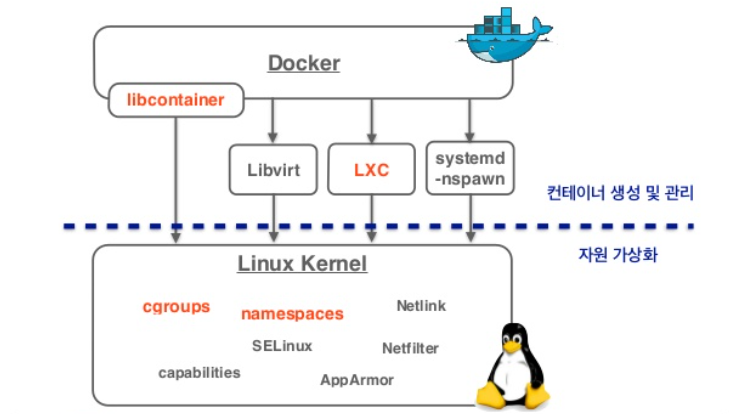 Docker
libcontainer
Libvirt
LXC
systemd
-nspawn
컨테이너 생성 및 관리
자원 가상화
Linux Kernel
cgroups
namespaces
Netlink
SELinux
Netfilter
capabilities
AppArmor